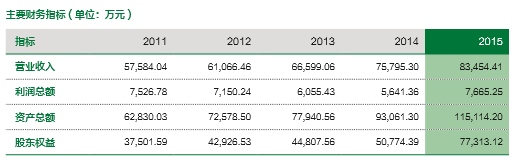 主要财务指标（单位：万元）
指标 2011 2012 2013 2014 2015
营业收入 57,584.04 61,066.46 66,599.06 75,795.30 83,454.41
利润总额 7,526.78 7,150.24 6,055.43 5,641.36 7,665.25
资产总额 62,830.03 72,578.50 77,940.56 93,061.30 115,114.20
股东权益 37,501.59 42,926.53 44,807.56 50,774.39 77,313.12